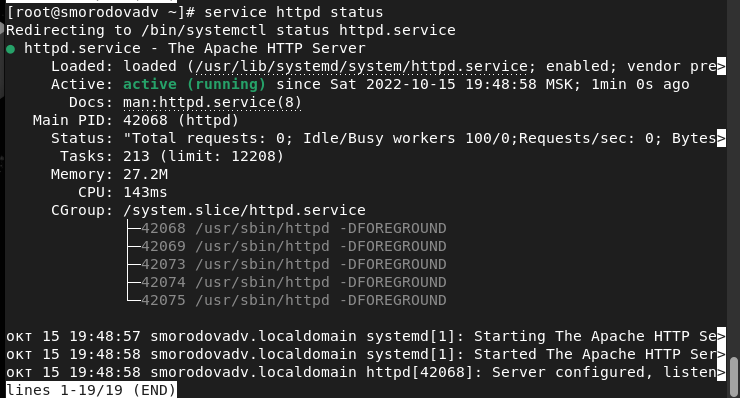 [root@smorodovadv ~]# service httpd status
Redirecting to /bin/systemctl status httpd.service
● httpd.service - The Apache HTTP Server
     Loaded: loaded (/usr/lib/systemd/system/httpd.service; enabled; vendor pre>
     Active: active (running) since Sat 2022-10-15 19:48:58 MSK; 1min 0s ago
       Docs: man:httpd.service(8)
   Main PID: 42068 (httpd)
     Status: "Total requests: 0; Idle/Busy workers 100/0;Requests/sec: 0; Bytes>
      Tasks: 213 (limit: 12208)
     Memory: 27.2M
        CPU: 143ms
     CGroup: /system.slice/httpd.service
             ├─42068 /usr/sbin/httpd -DFOREGROUND
             ├─42069 /usr/sbin/httpd -DFOREGROUND
             ├─42073 /usr/sbin/httpd -DFOREGROUND
             ├─42074 /usr/sbin/httpd -DFOREGROUND
             └─42075 /usr/sbin/httpd -DFOREGROUND
окт 15 19:48:57 smorodovadv.localdomain systemd[1]: Starting The Apache HTTP Se>
окт 15 19:48:58 smorodovadv.localdomain systemd[1]: Started The Apache HTTP Ser>
окт 15 19:48:58 smorodovadv.localdomain httpd[42068]: Server configured, listen>
lines 1-19/19 (END)